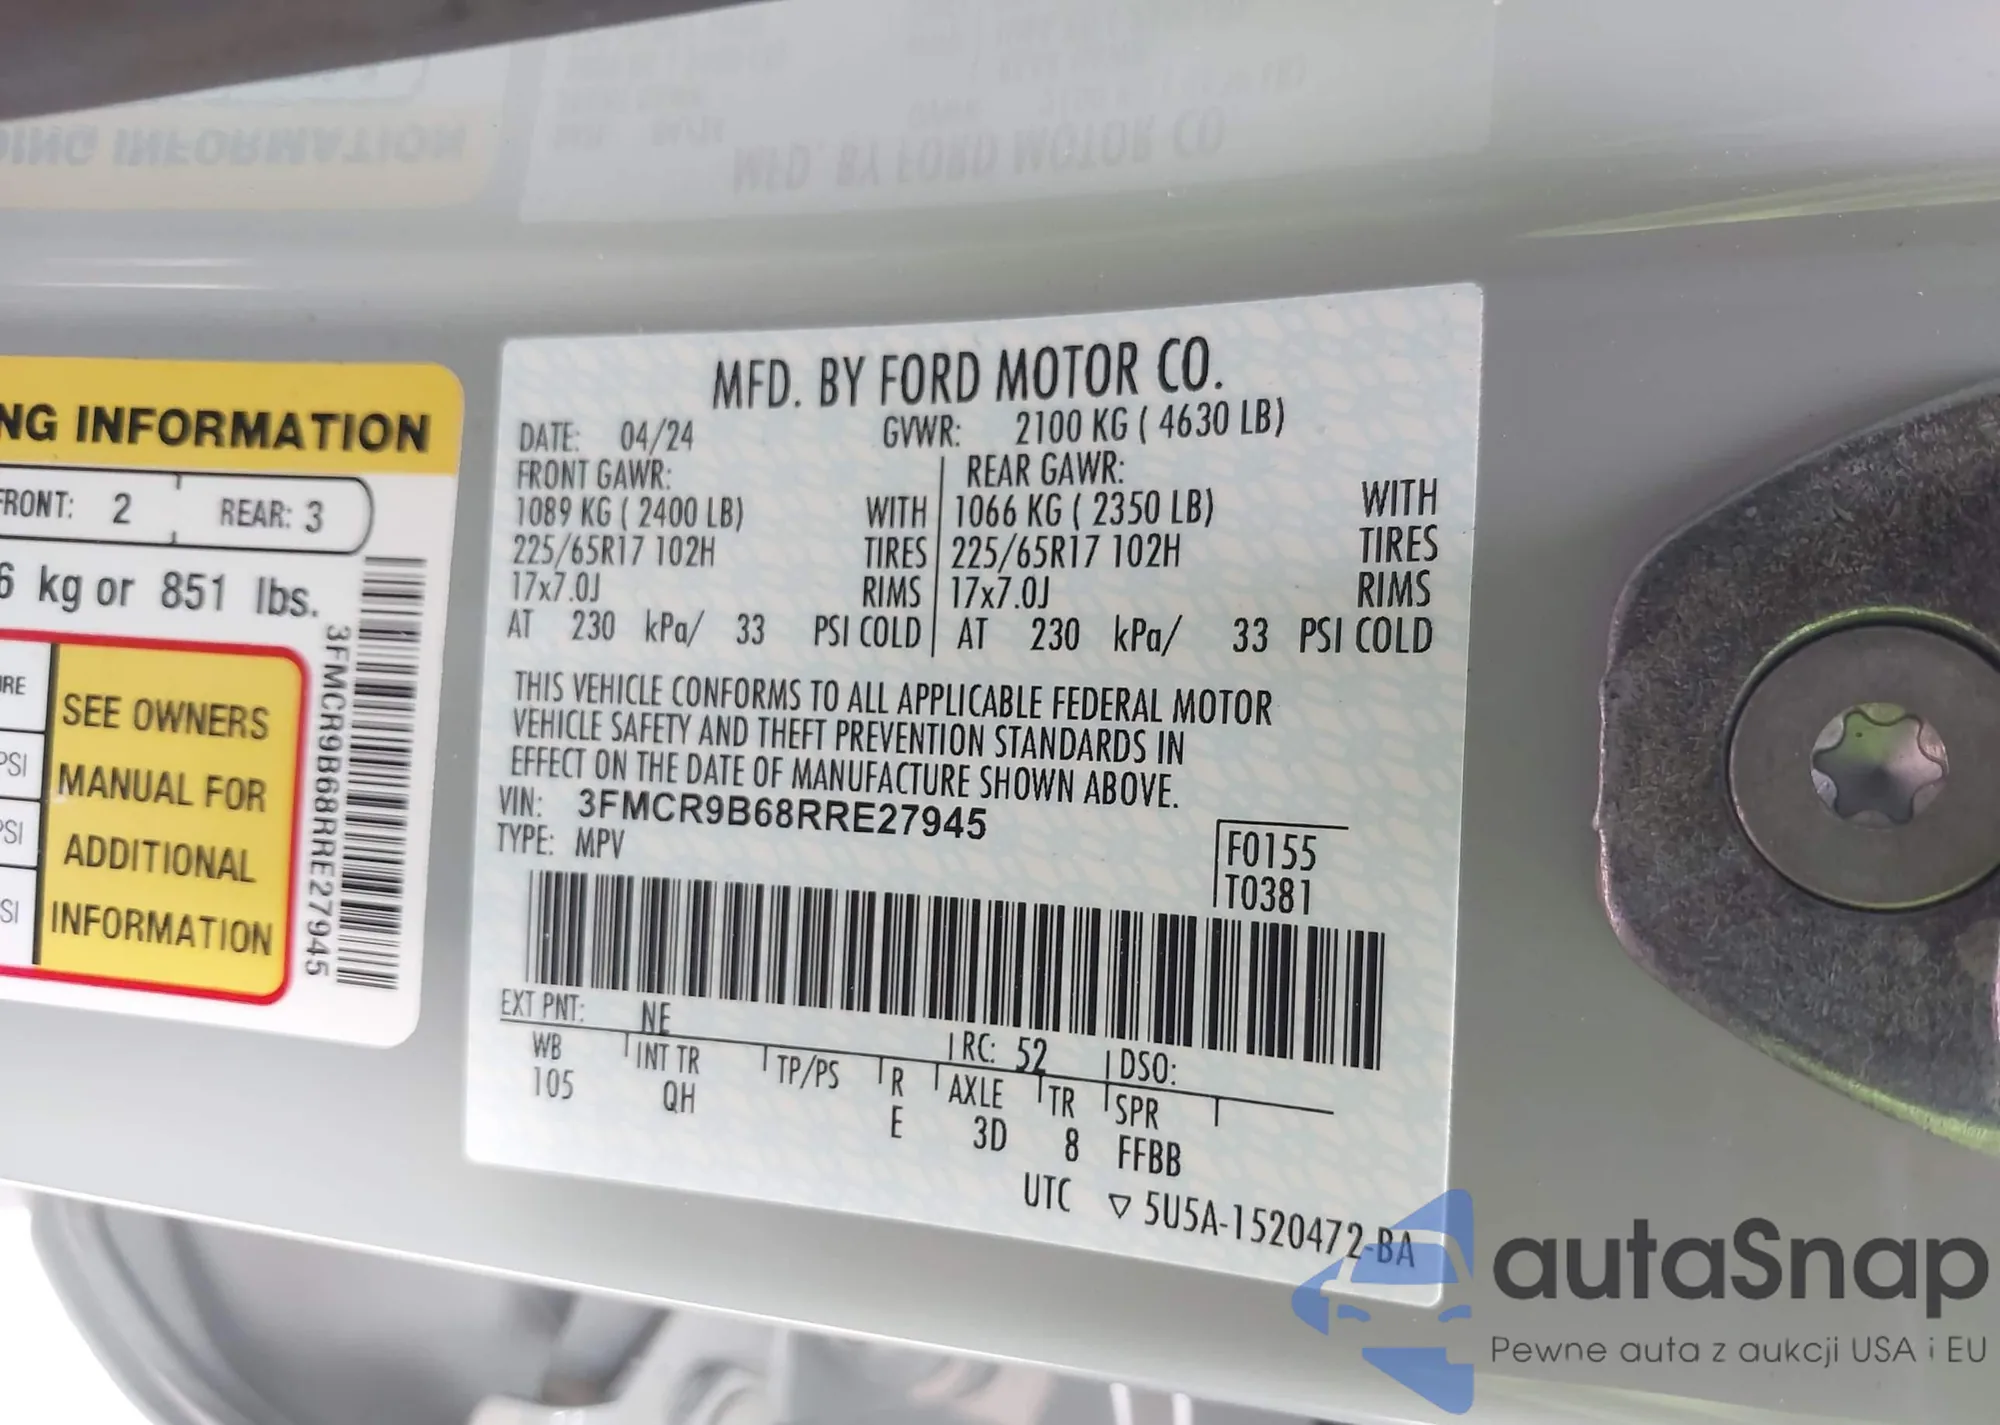 NG INFORMATION
FRONT: 2 REAR: 3
6 kg or 851 lbs.
SEE OWNERS
MANUAL FOR
ADDITIONAL
INFORMATION
URE
PSI
PSI
SI
3FMCR9B68RRE27945
MFD. BY FORD MOTOR CO.
DATE: 04/24 GVWR: 2100 KG ( 4630 LB)
FRONT GAWR: REAR GAWR:
1089 KG ( 2400 LB) WITH 1066 KG ( 2350 LB) WITH
225/65R17 102H TIRES 225/65R17 102H TIRES
17x7.0J RIMS 17x7.0J RIMS
AT 230 kPa/ 33 PSI COLD AT 230 kPa/ 33 PSI COLD
THIS VEHICLE CONFORMS TO ALL APPLICABLE FEDERAL MOTOR
VEHICLE SAFETY AND THEFT PREVENTION STANDARDS IN
EFFECT ON THE DATE OF MANUFACTURE SHOWN ABOVE.
VIN: 3FMCR9B68RRE27945
TYPE: MPV
F0155
T0381
EXT PNT: NE RC: 52 DSO:
WB INT TR TP/PS R AXLE TR SPR
105 QH E 3D 8 FFBB
UTC ▽ 5U5A-1520472-BA
autaSnap
Pewne auta z aukcji USA i EU